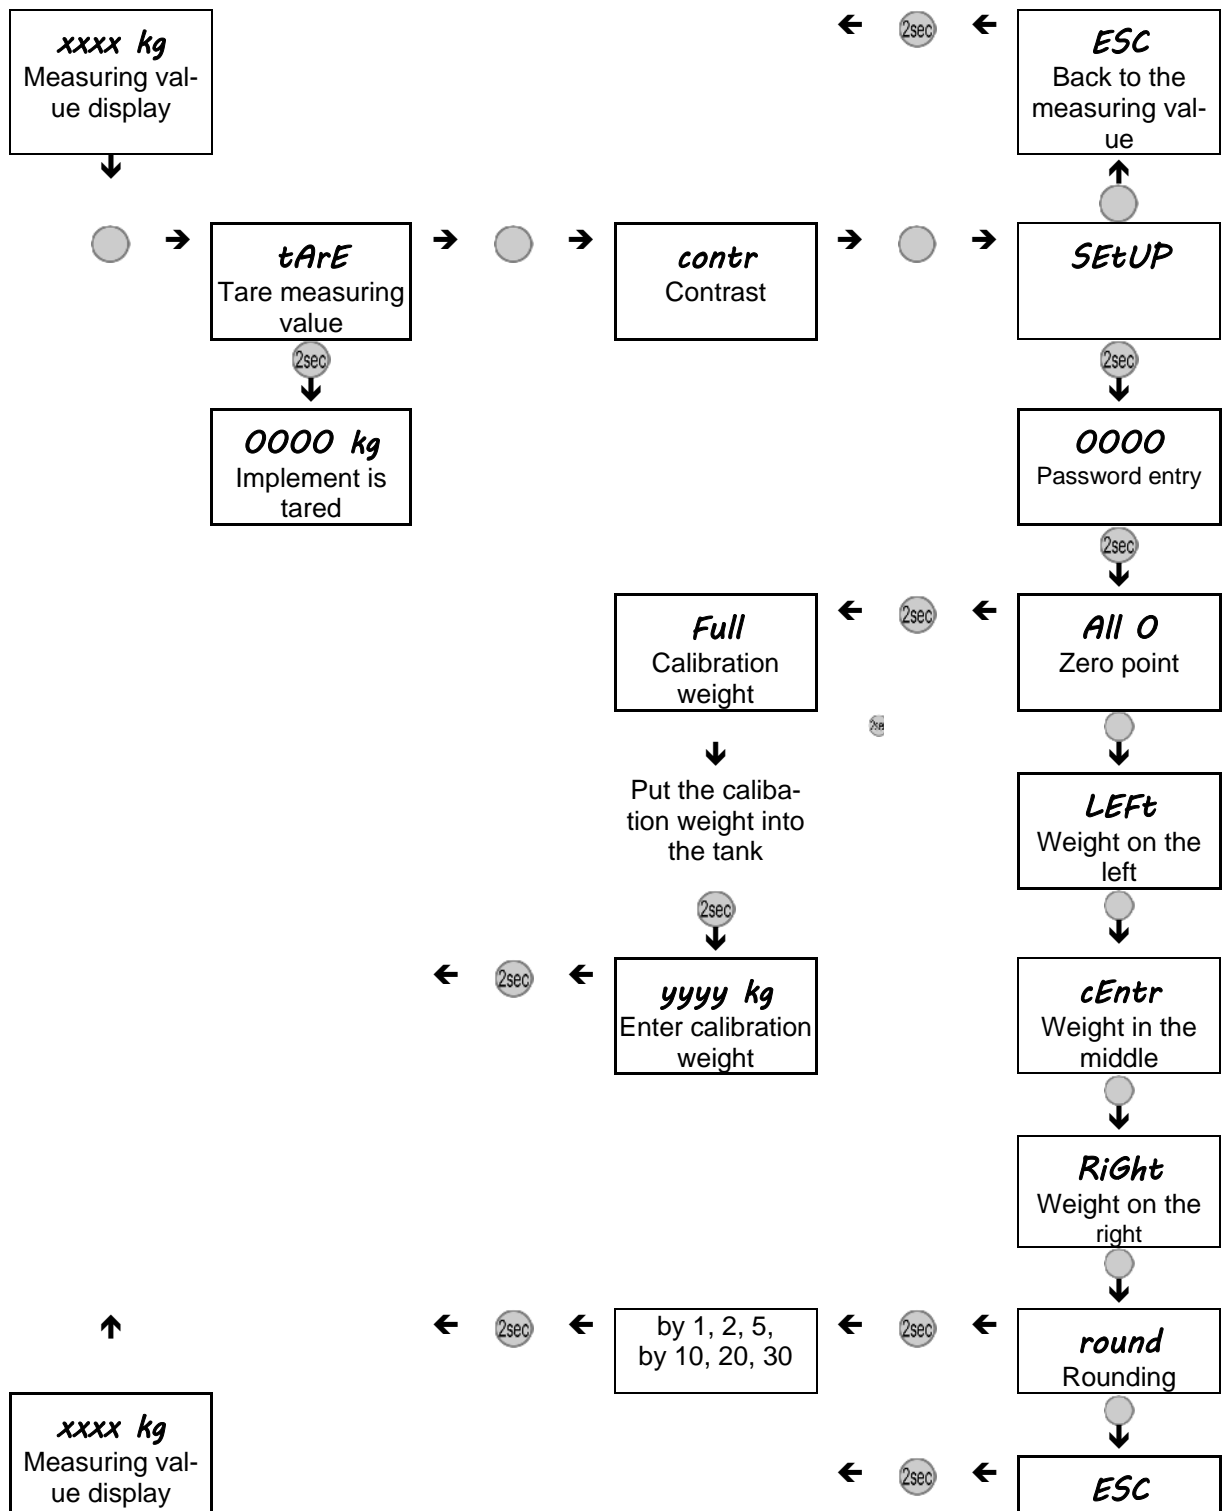 xxxx kg
Measuring val-
ue display
2sec
ESC
Back to the
measuring val-
ue
tArE
Tare measuring
value
contr
Contrast
SEtUP
2sec
2sec
0000 kg
Implement is
tared
0000
Password entry
2sec
Full
Calibration
weight
2sec
All 0
Zero point
Put the caliba-
tion weight into
the tank
LEFt
Weight on the
left
2sec
2sec
yyyy kg
Enter calibration
weight
cEntr
Weight in the
middle
RiGht
Weight on the
right
2sec
by 1, 2, 5,
by 10, 20, 30
2sec
round
Rounding
xxxx kg
Measuring val-
ue display
2sec
ESC